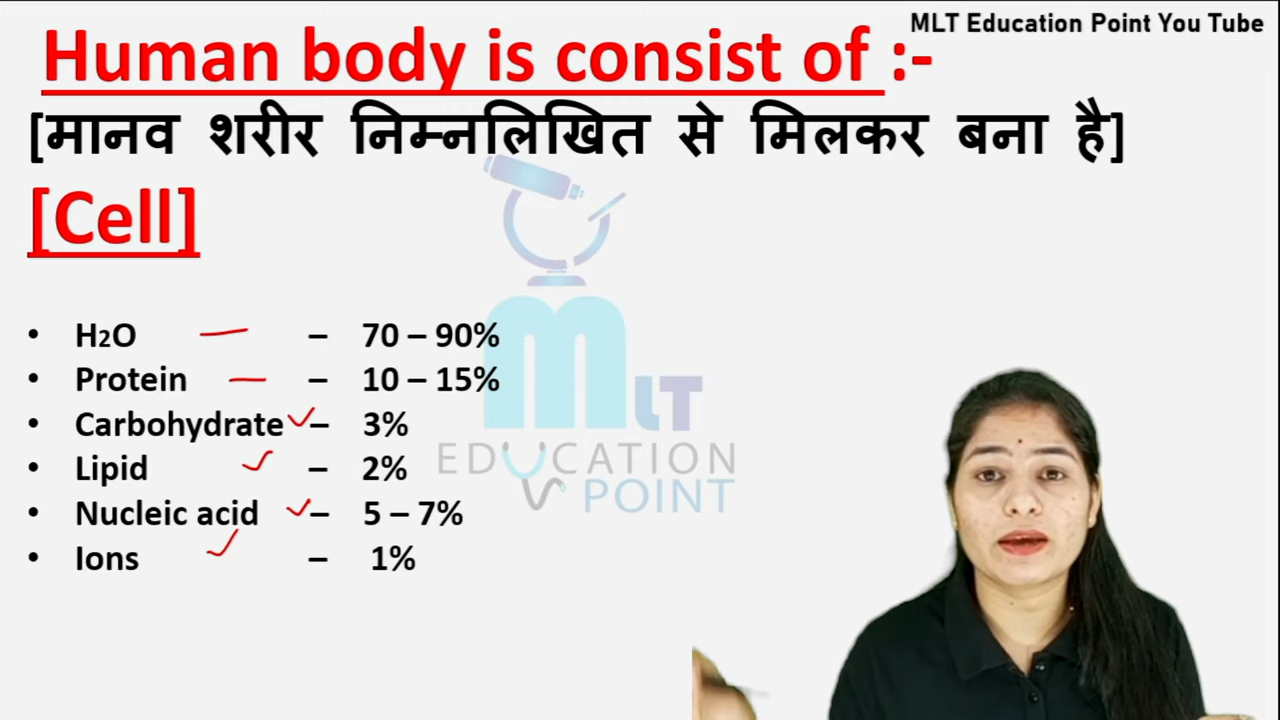 MLT Education Point You Tube
Human body is consist of :-
[मानव शरीर निम्नलिखित से मिलकर बना है]
[Cell]
• H₂O – 70 – 90%
• Protein – 10 – 15%
• Carbohydrate – 3%
• Lipid – 2%
• Nucleic acid – 5 – 7%
• Ions – 1%
MLT
EDUCATION
POINT